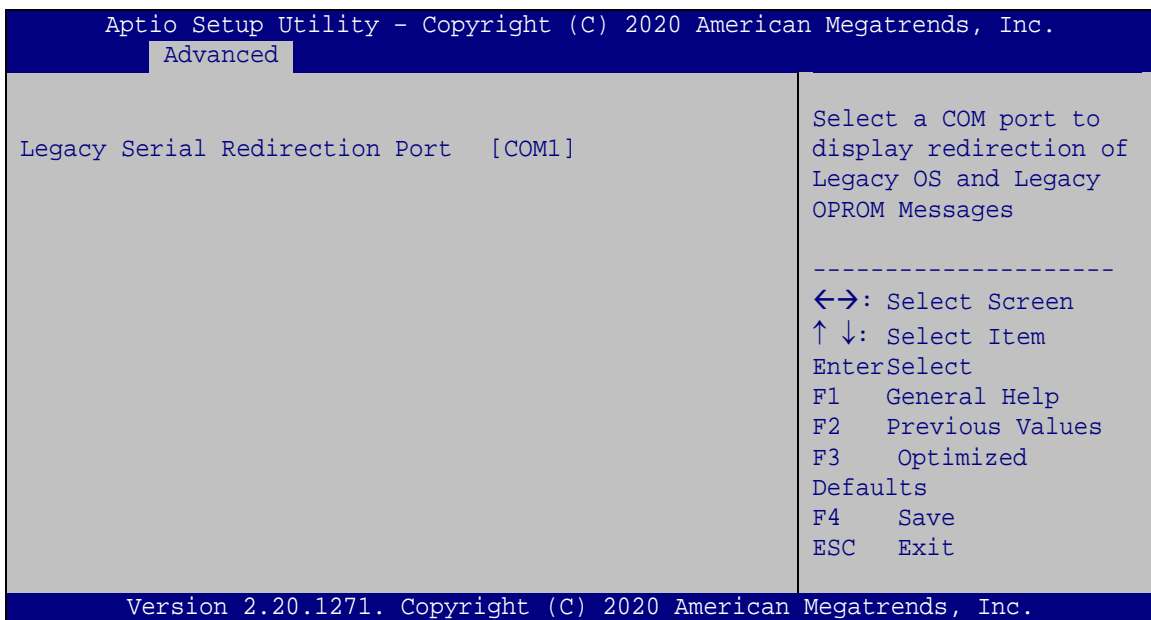 Aptio Setup Utility – Copyright (C) 2020 American Megatrends, Inc.
Advanced
Legacy Serial Redirection Port [COM1]
Select a COM port to
display redirection of
Legacy OS and Legacy
OPROM Messages
---------------------
←→: Select Screen
↑ ↓: Select Item
EnterSelect
F1 General Help
F2 Previous Values
F3 Optimized
Defaults
F4 Save
ESC Exit
Version 2.20.1271. Copyright (C) 2020 American Megatrends, Inc.